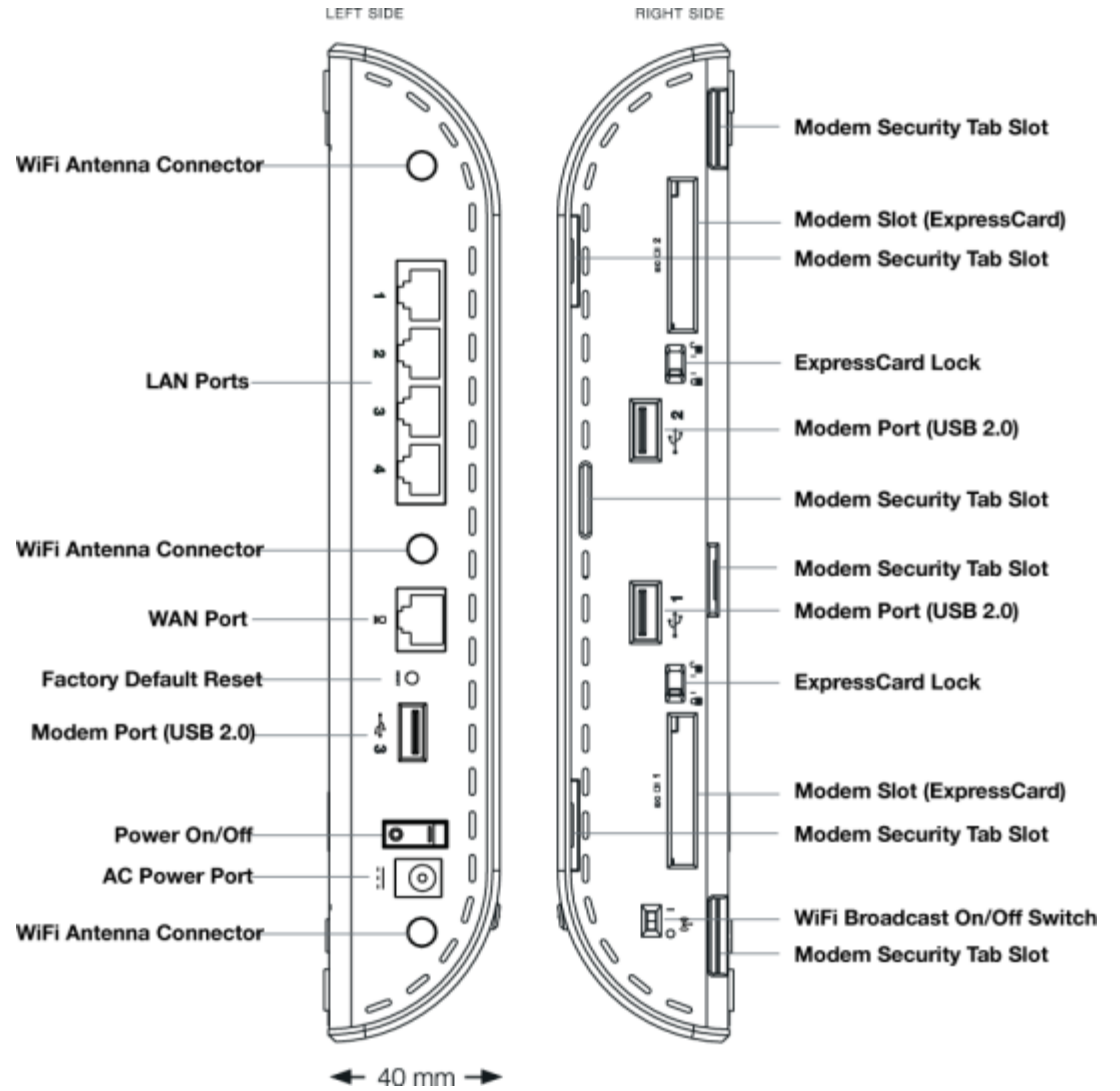 LEFT SIDE
WiFi Antenna Connector
LAN Ports
1
2
3
4
WiFi Antenna Connector
WAN Port
Factory Default Reset
Modem Port (USB 2.0)
3
Power On/Off
AC Power Port
WiFi Antenna Connector
40 mm
RIGHT SIDE
Modem Security Tab Slot
Modem Slot (ExpressCard)
2
Modem Security Tab Slot
ExpressCard Lock
Modem Port (USB 2.0)
2
Modem Security Tab Slot
Modem Security Tab Slot
Modem Port (USB 2.0)
1
ExpressCard Lock
Modem Slot (ExpressCard)
1
Modem Security Tab Slot
WiFi Broadcast On/Off Switch
Modem Security Tab Slot